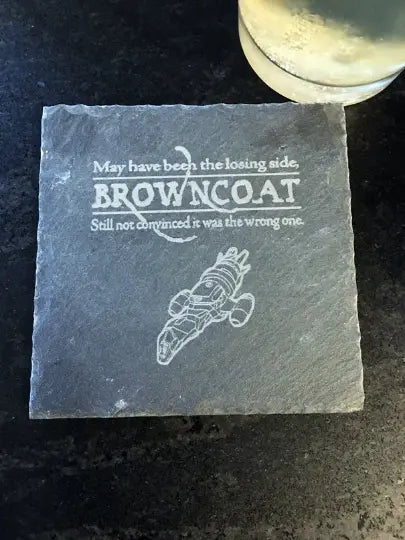 May have been the losing side,
BROWNCOAT
Still not convinced it was the wrong one.